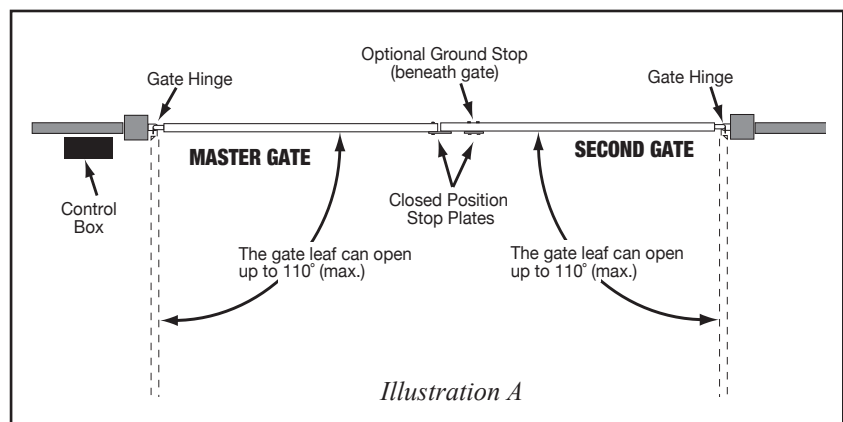 Optional Ground Stop
(beneath gate)
Gate Hinge
Gate Hinge
MASTER GATE
SECOND GATE
Control
Box
Closed Position
Stop Plates
The gate leaf can open
up to 110° (max.)
The gate leaf can open
up to 110° (max.)
Illustration A